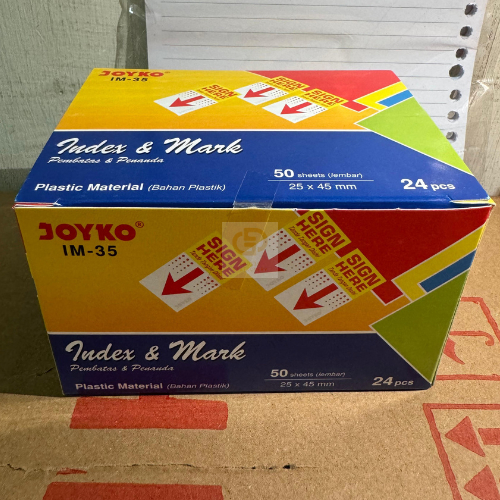 JOYKO
IM-35
SIGN HERE
SIGN HERE
SIGN HERE
Index & Mark
Pembatas & Penanda
Plastic Material (Bahan Plastik)
50 sheets (lembar)
25 x 45 mm
24 pcs
JOYKO®
IM-35
SIGN HERE
SIGN HERE
SIGN HERE
Index & Mark
Pembatas & Penanda
Plastic Material (Bahan Plastik)
50 sheets (lembar)
25 x 45 mm
24 pcs